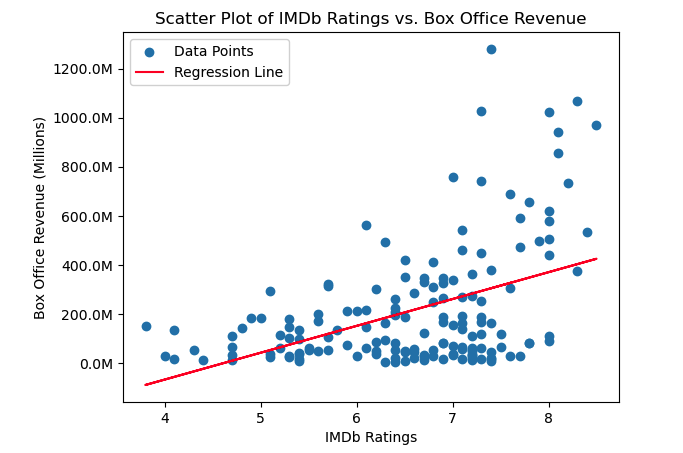 Scatter Plot of IMDb Ratings vs. Box Office Revenue
Data Points
Regression Line
1200.0M
1000.0M
800.0M
600.0M
400.0M
200.0M
0.0M
Box Office Revenue (Millions)
4 5 6 7 8
IMDb Ratings